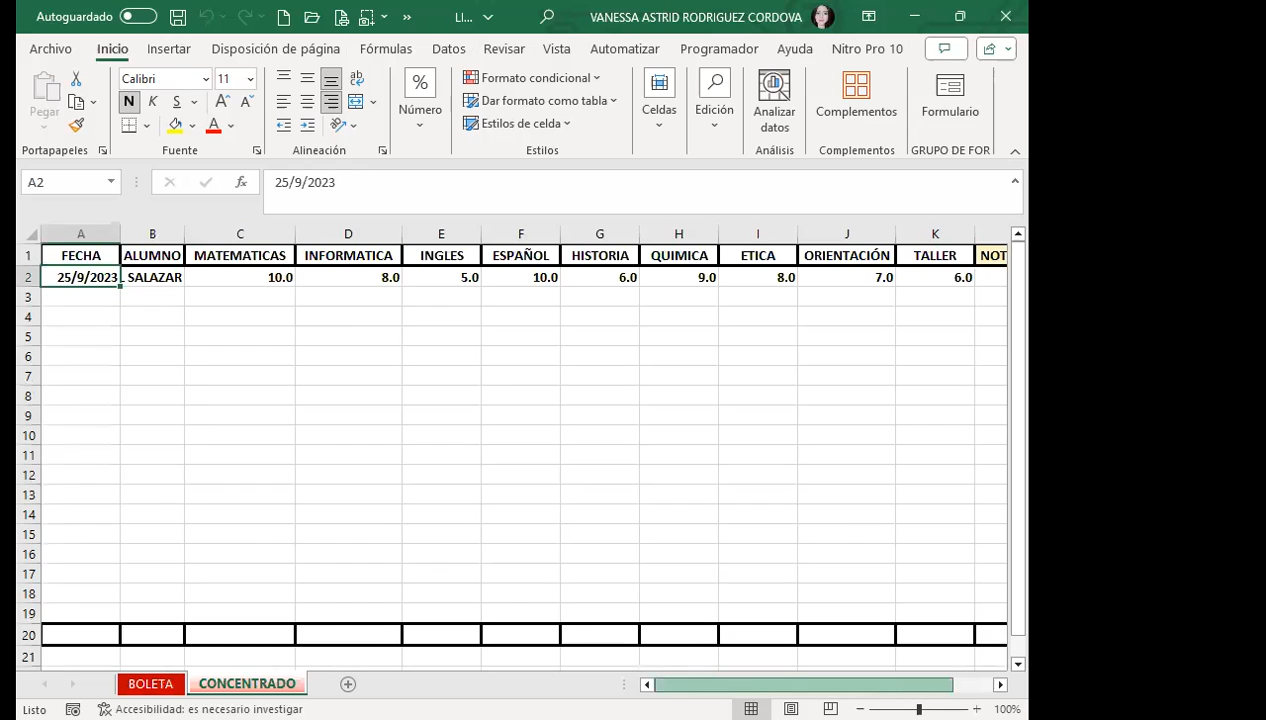 Autoguardado LI... VANESSA ASTRID RODRIGUEZ CORDOVA
Archivo Inicio Insertar Disposición de página Fórmulas Datos Revisar Vista Automatizar Programador Ayuda Nitro Pro 10
Pegar
Portapapeles
Calibri 11
N K S
Fuente
Alineación
Número
Formato condicional
Dar formato como tabla
Estilos de celda
Estilos
Celdas
Edición
Analizar
datos
Análisis
Complementos
Complementos
Formulario
GRUPO DE FOR
A2 fx 25/9/2023
A B C D E F G H I J K
1 FECHA ALUMNO MATEMATICAS INFORMATICA INGLES ESPAÑOL HISTORIA QUIMICA ETICA ORIENTACIÓN TALLER NOT
2 25/9/2023 SALAZAR 10.0 8.0 5.0 10.0 6.0 9.0 8.0 7.0 6.0
3
4
5
6
7
8
9
10
11
12
13
14
15
16
17
18
19
20
21
BOLETA CONCENTRADO
Listo Accesibilidad: es necesario investigar 100%